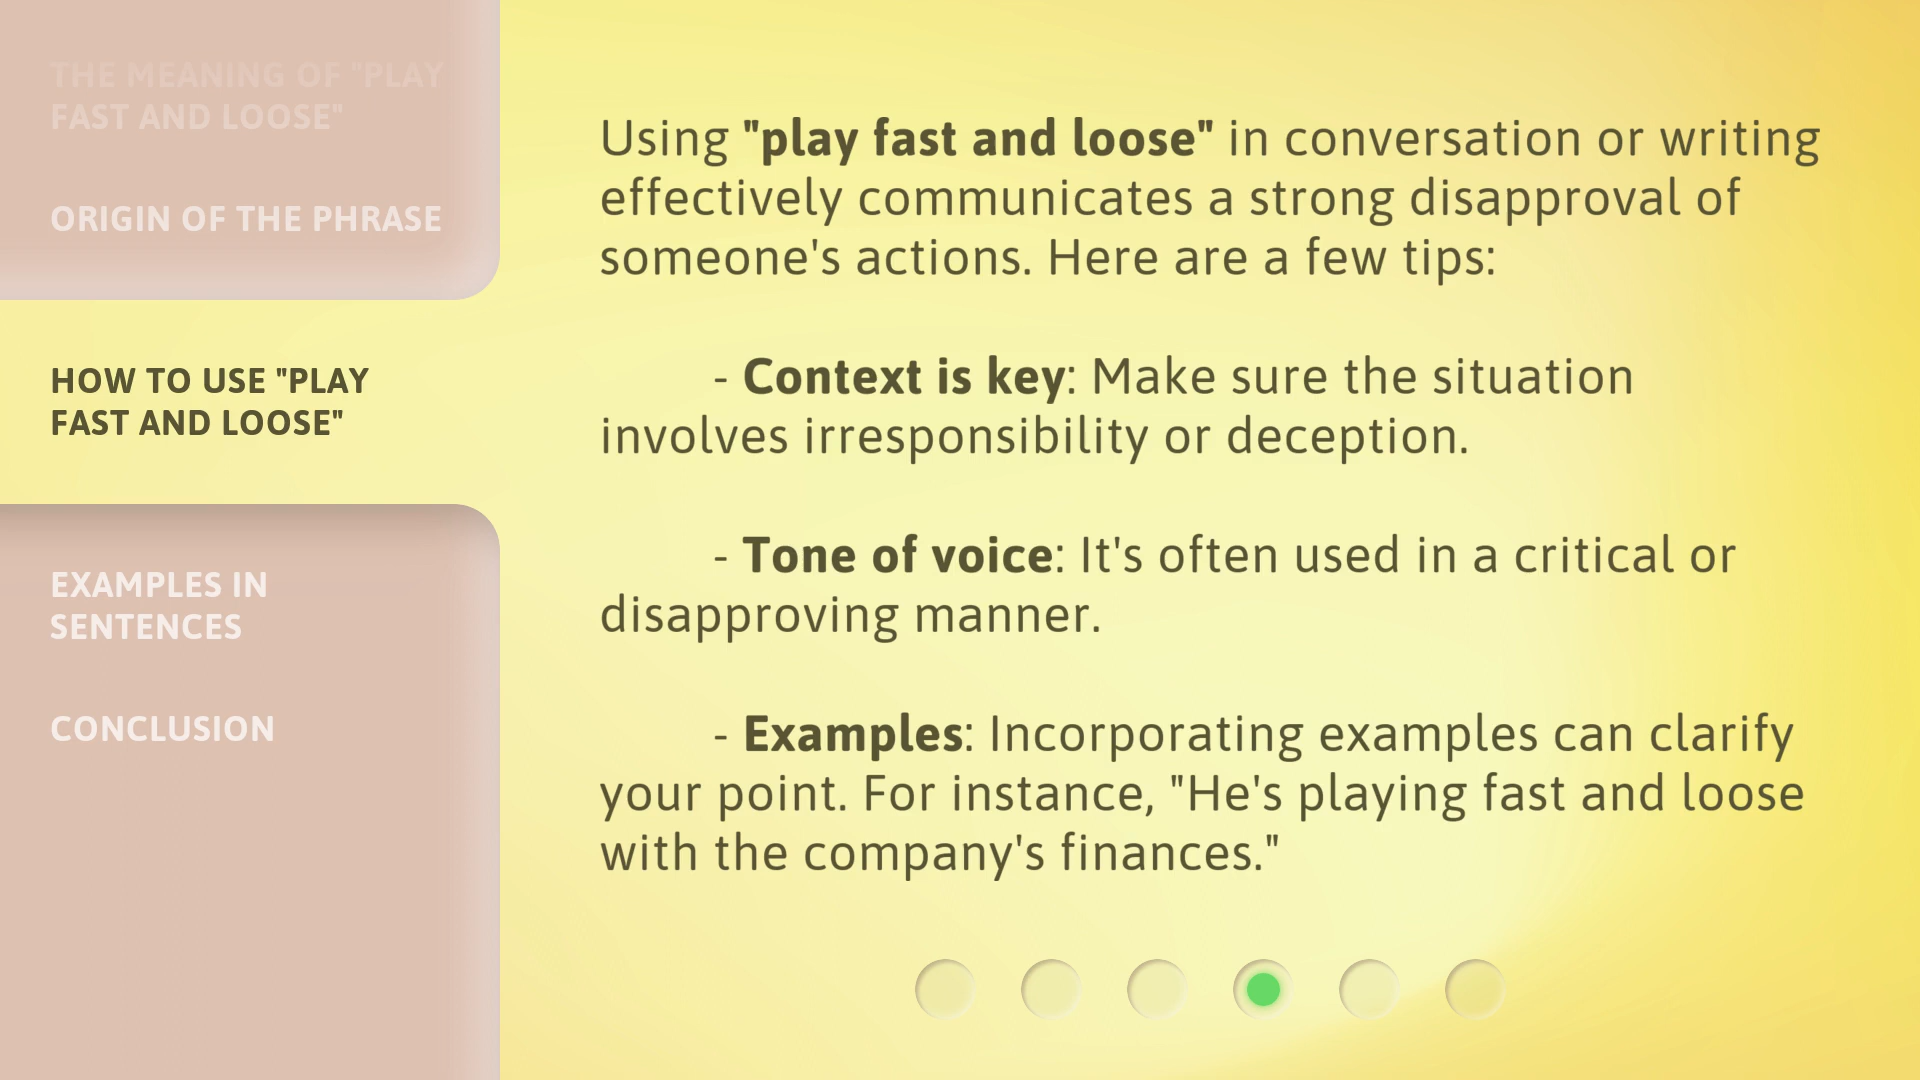 THE MEANING OF "PLAY
FAST AND LOOSE"
ORIGIN OF THE PHRASE
HOW TO USE "PLAY
FAST AND LOOSE"
EXAMPLES IN
SENTENCES
CONCLUSION
Using "play fast and loose" in conversation or writing
effectively communicates a strong disapproval of
someone's actions. Here are a few tips:
- Context is key: Make sure the situation
involves irresponsibility or deception.
- Tone of voice: It's often used in a critical or
disapproving manner.
- Examples: Incorporating examples can clarify
your point. For instance, "He's playing fast and loose
with the company's finances."